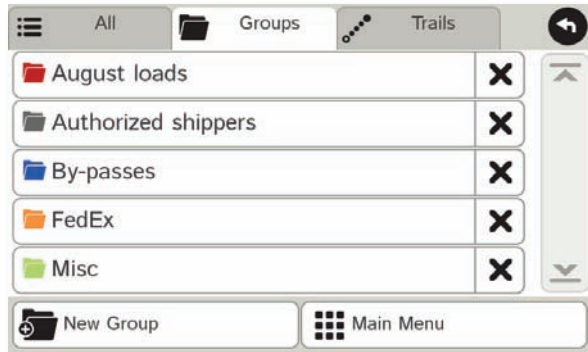 All
Groups
Trails
August loads
Authorized shippers
By-passes
FedEx
Misc
New Group
Main Menu